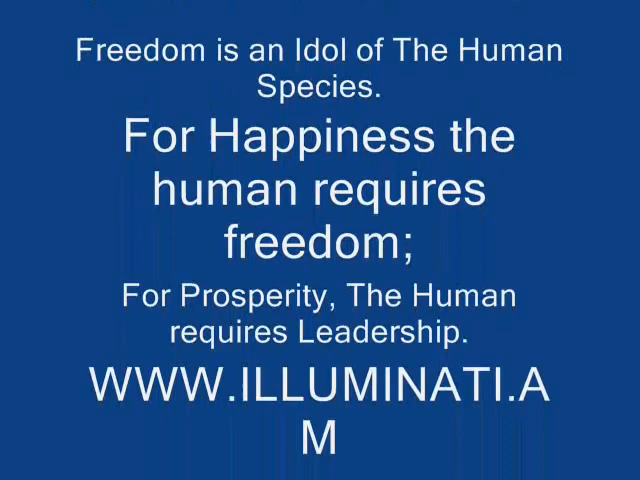 Freedom is an Idol of The Human
Species.
For Happiness the
human requires
freedom;
For Prosperity, The Human
requires Leadership.
WWW.ILLUMINATI.A
M